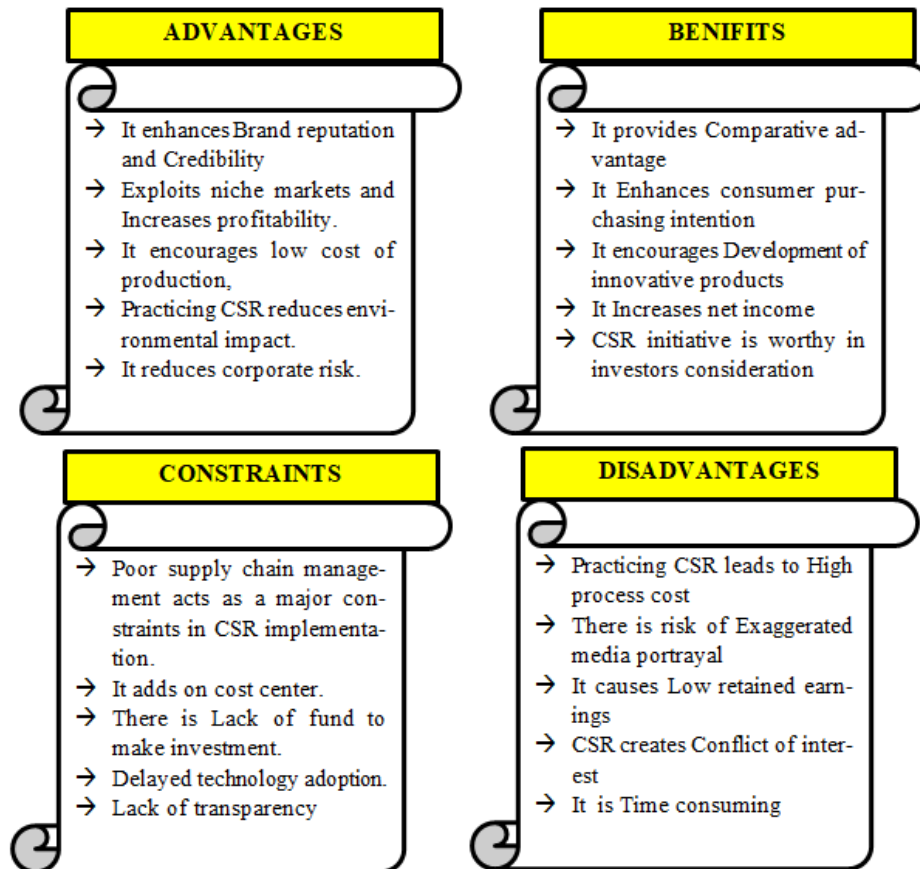 ADVANTAGES
→ It enhances Brand reputation
and Credibility
→ Exploits niche markets and
Increases profitability.
→ It encourages low cost of
production,
→ Practicing CSR reduces envi-
ronmental impact.
→ It reduces corporate risk.
BENIFITS
→ It provides Comparative ad-
vantage
→ It Enhances consumer pur-
chasing intention
→ It encourages Development of
innovative products
→ It Increases net income
→ CSR initiative is worthy in
investors consideration
CONSTRAINTS
→ Poor supply chain manage-
ment acts as a major con-
straints in CSR implementa-
tion.
→ It adds on cost center.
→ There is Lack of fund to
make investment.
→ Delayed technology adoption.
→ Lack of transparency
DISADVANTAGES
→ Practicing CSR leads to High
process cost
→ There is risk of Exaggerated
media portrayal
→ It causes Low retained earn-
ings
→ CSR creates Conflict of inter-
est
→ It is Time consuming